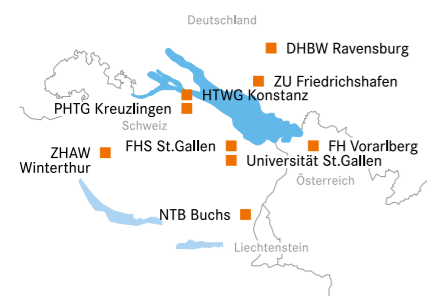 Deutschland
DHBW Ravensburg
ZU Friedrichshafen
HTWG Konstanz
PHTG Kreuzlingen
Schweiz
FHS St.Gallen
FH Vorarlberg
ZHAW
Winterthur
Universität St.Gallen
Österreich
NTB Buchs
Liechtenstein